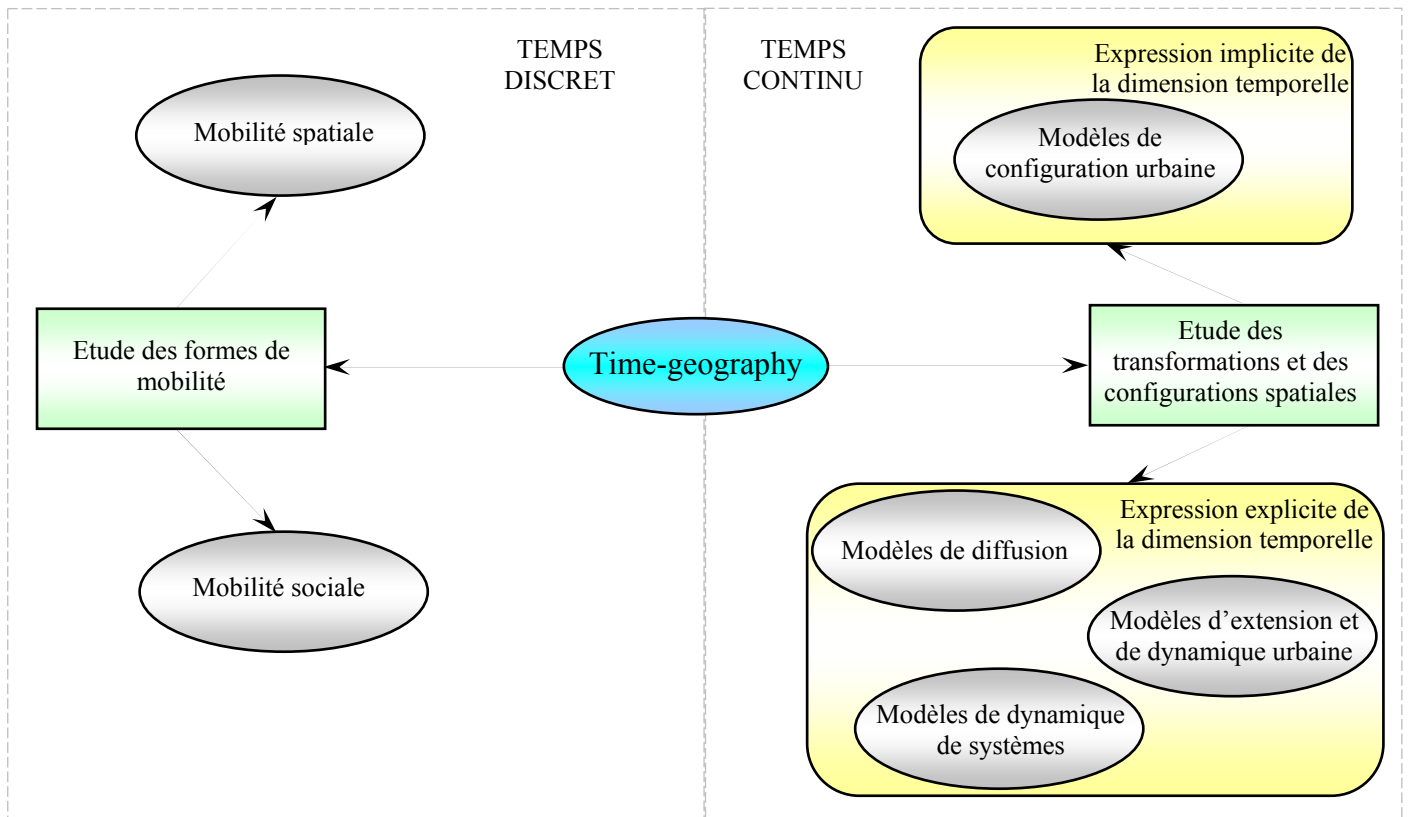 TEMPS
DISCRET
Mobilité spatiale
Etude des formes de
mobilité
Mobilité sociale
Time-geography
TEMPS
CONTINU
Expression implicite de
la dimension temporelle
Modèles de
configuration urbaine
Etude des
transformations et des
configurations spatiales
Expression explicite de
la dimension temporelle
Modèles de diffusion
Modèles d’extension et
de dynamique urbaine
Modèles de dynamique
de systèmes